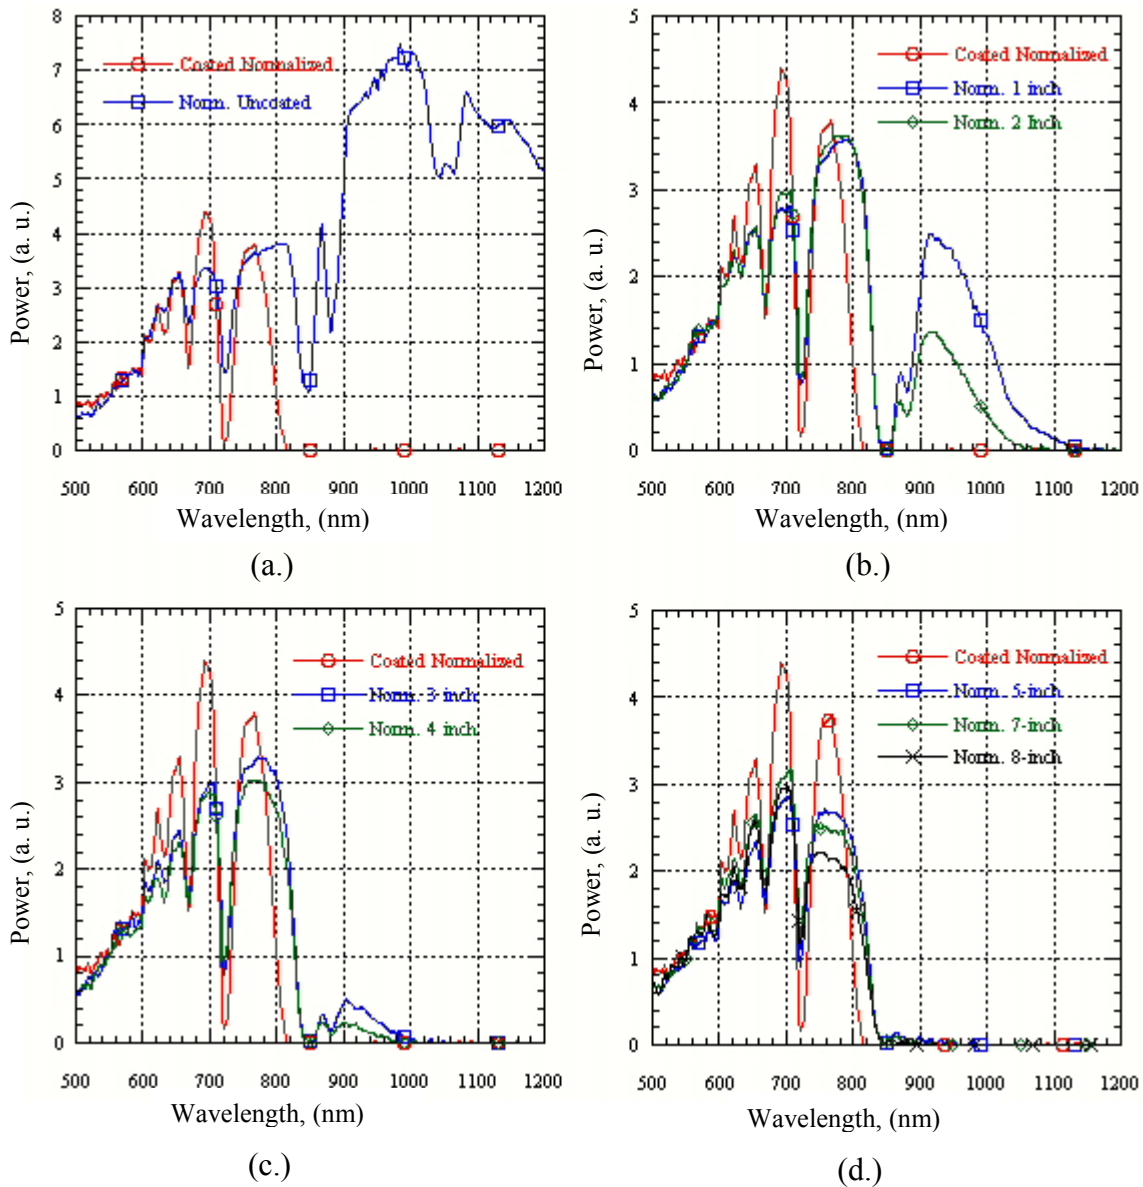 8
7
6
5
4
3
2
1
0
Power, (a. u.)
Coated Normalized
Norm. Uncoated
500 600 700 800 900 1000 1100 1200
Wavelength, (nm)
(a.)
5
4
3
2
1
0
Power, (a. u.)
Coated Normalized
Norm. 1 inch
Norm. 2 Inch
500 600 700 800 900 1000 1100 1200
Wavelength, (nm)
(b.)
5
4
3
2
1
0
Power, (a. u.)
Coated Normalized
Norm. 3 inch
Norm. 4 inch
500 600 700 800 900 1000 1100 1200
Wavelength, (nm)
(c.)
5
4
3
2
1
0
Power, (a. u.)
Coated Normalized
Norm. 5-inch
Norm. 7-inch
Norm. 8-inch
500 600 700 800 900 1000 1100 1200
Wavelength, (nm)
(d.)